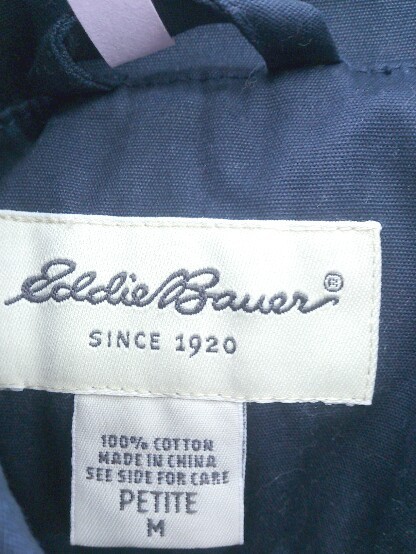 Eddie Bauer®
SINCE 1920
100% COTTON
MADE IN CHINA
SEE SIDE FOR CARE
PETITE
M